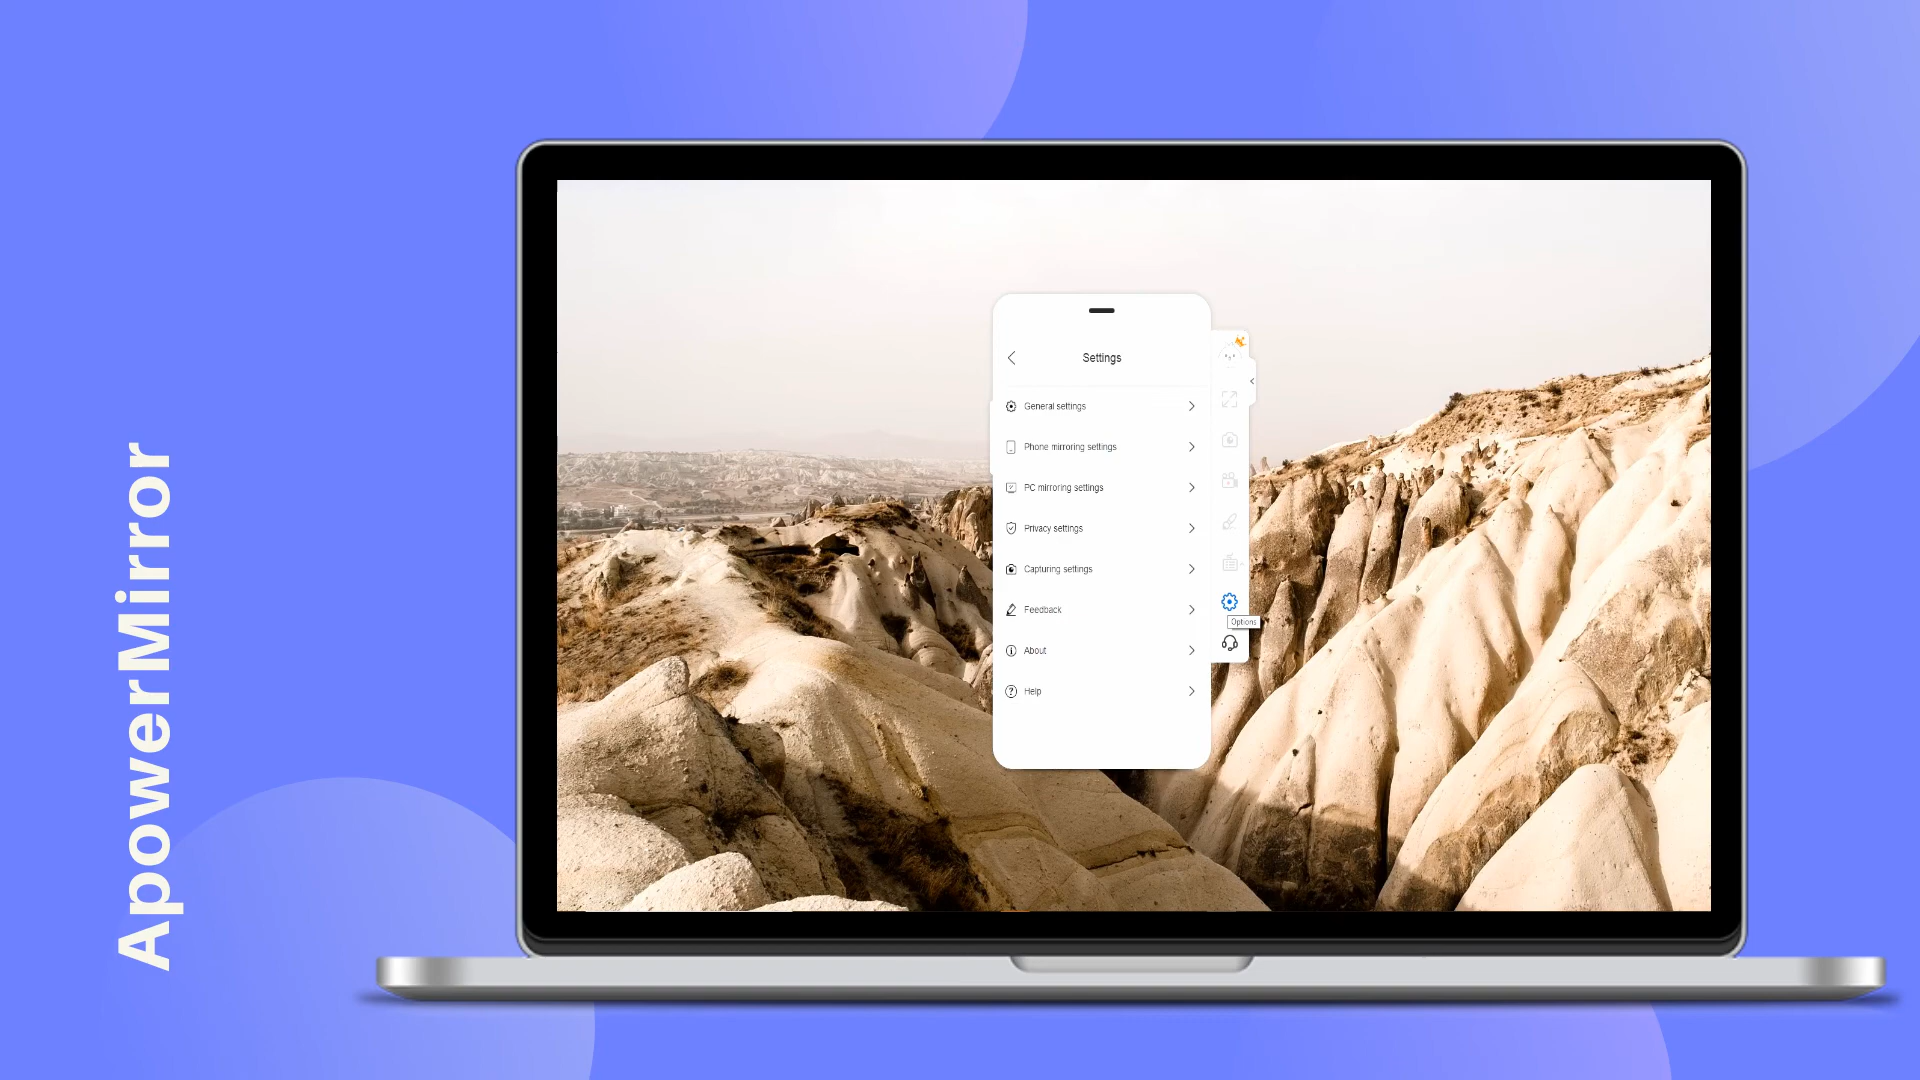 ApowerMirror
Settings
General settings
Phone mirroring settings
PC mirroring settings
Privacy settings
Capturing settings
Feedback
About
Help
Options